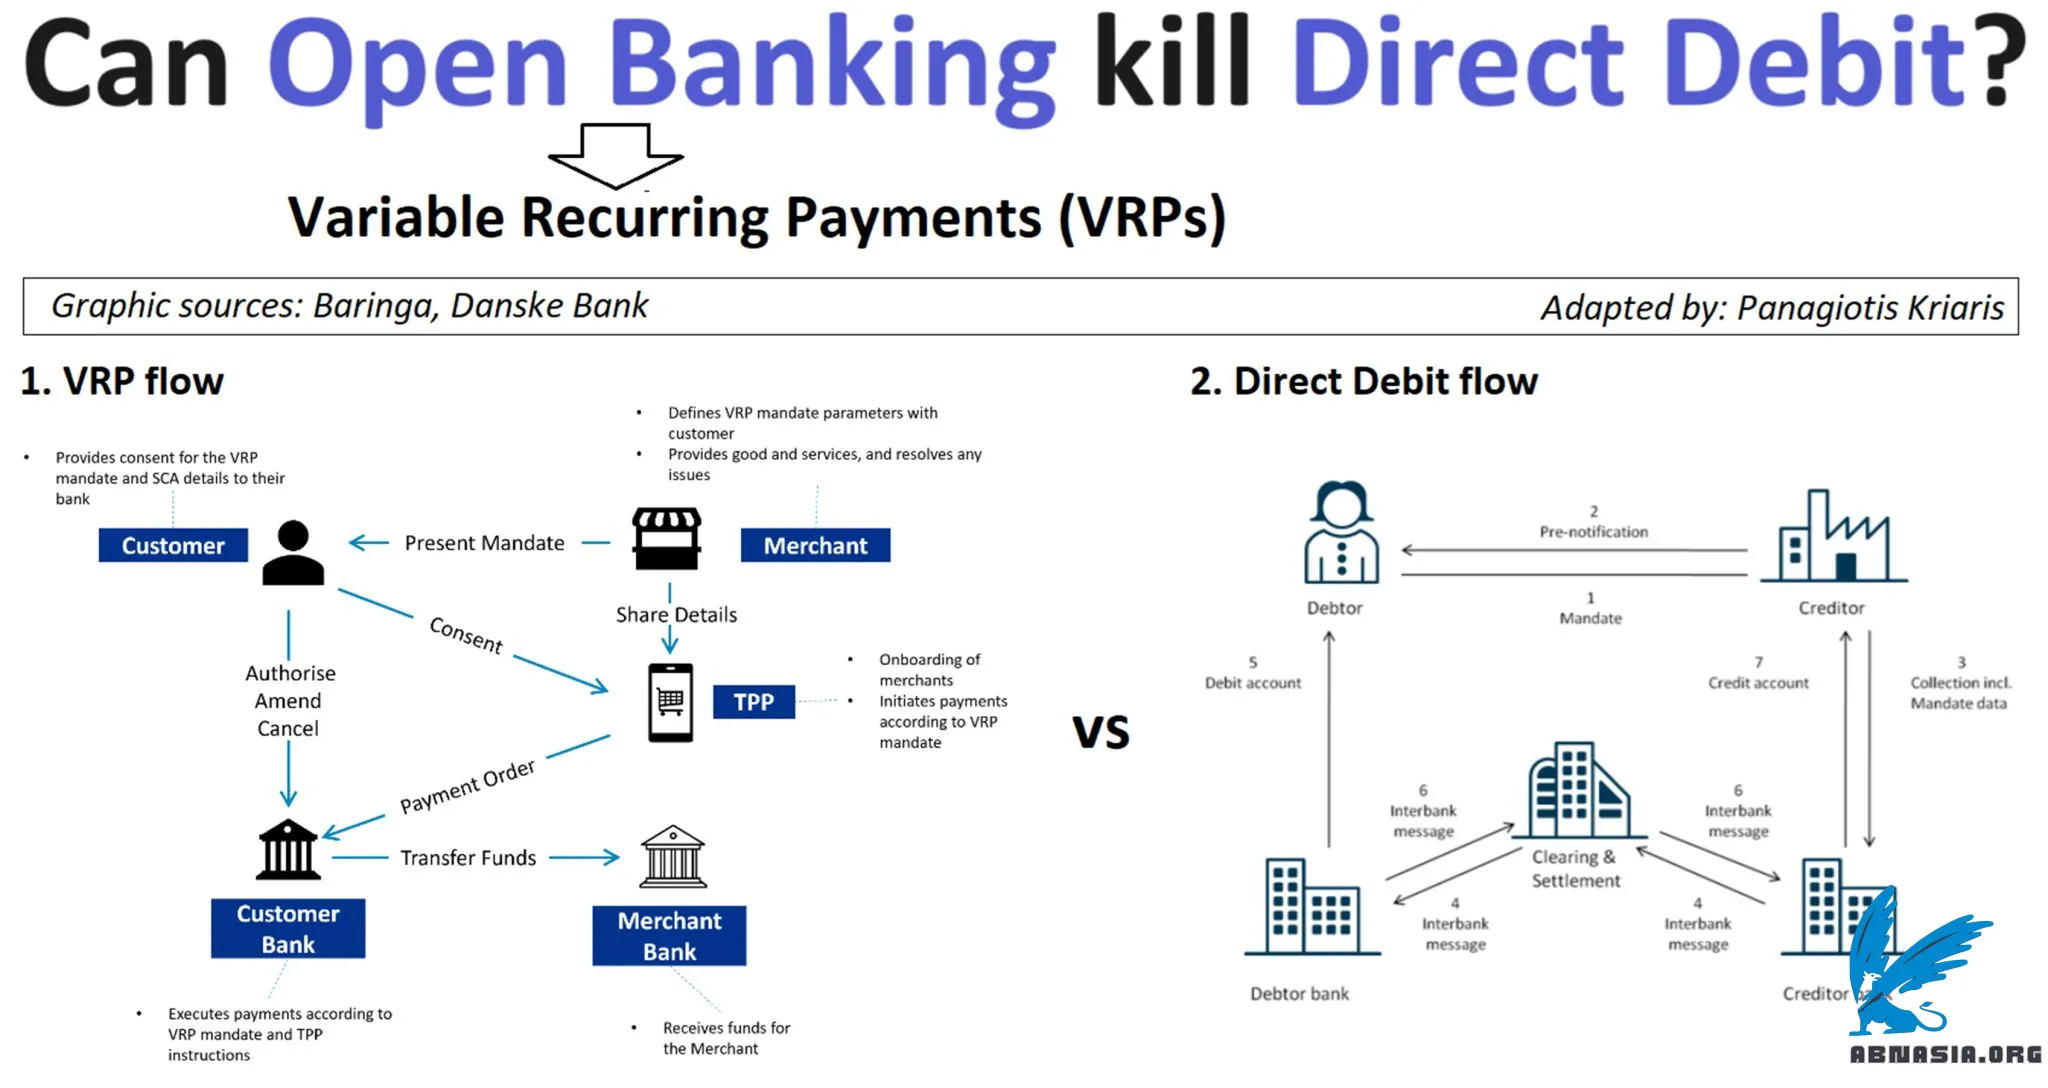 Can Open Banking kill Direct Debit?
Variable Recurring Payments (VRPs)
Graphic sources: Baringa, Danske Bank
Adapted by: Panagiotis Kriaris
1. VRP flow
• Defines VRP mandate parameters with
customer
• Provides good and services, and resolves any
issues
• Provides consent for the VRP
mandate and SCA details to their
bank
Customer
Present Mandate
Merchant
Share Details
Consent
Authorise
Amend
Cancel
TPP
• Onboarding of
merchants
• Initiates payments
according to VRP
mandate
Payment Order
Transfer Funds
Customer
Bank
Merchant
Bank
• Executes payments according to
VRP mandate and TPP
instructions
• Receives funds for
the Merchant
VS
2. Direct Debit flow
2
Pre-notification
Debtor
Creditor
1
Mandate
5
Debit account
7
Credit account
3
Collection incl.
Mandate data
6
Interbank
message
6
Interbank
message
Clearing &
Settlement
4
Interbank
message
4
Interbank
message
Debtor bank
Creditor
ABNASIA.ORG